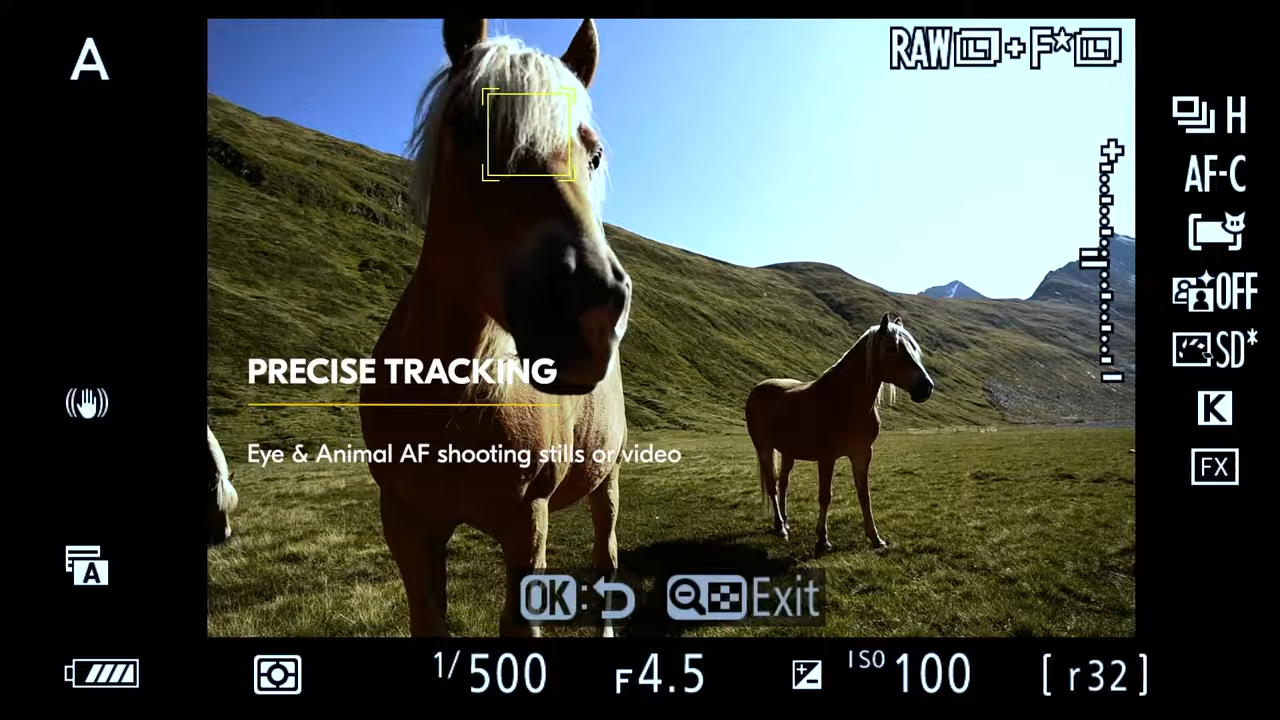 A
RAW L + F★ L
H
AF-C
OFF
SD*
K
FX
PRECISE TRACKING
Eye & Animal AF shooting stills or video
A
OK: Exit
1/500 F4.5 ISO 100 [ r32 ]